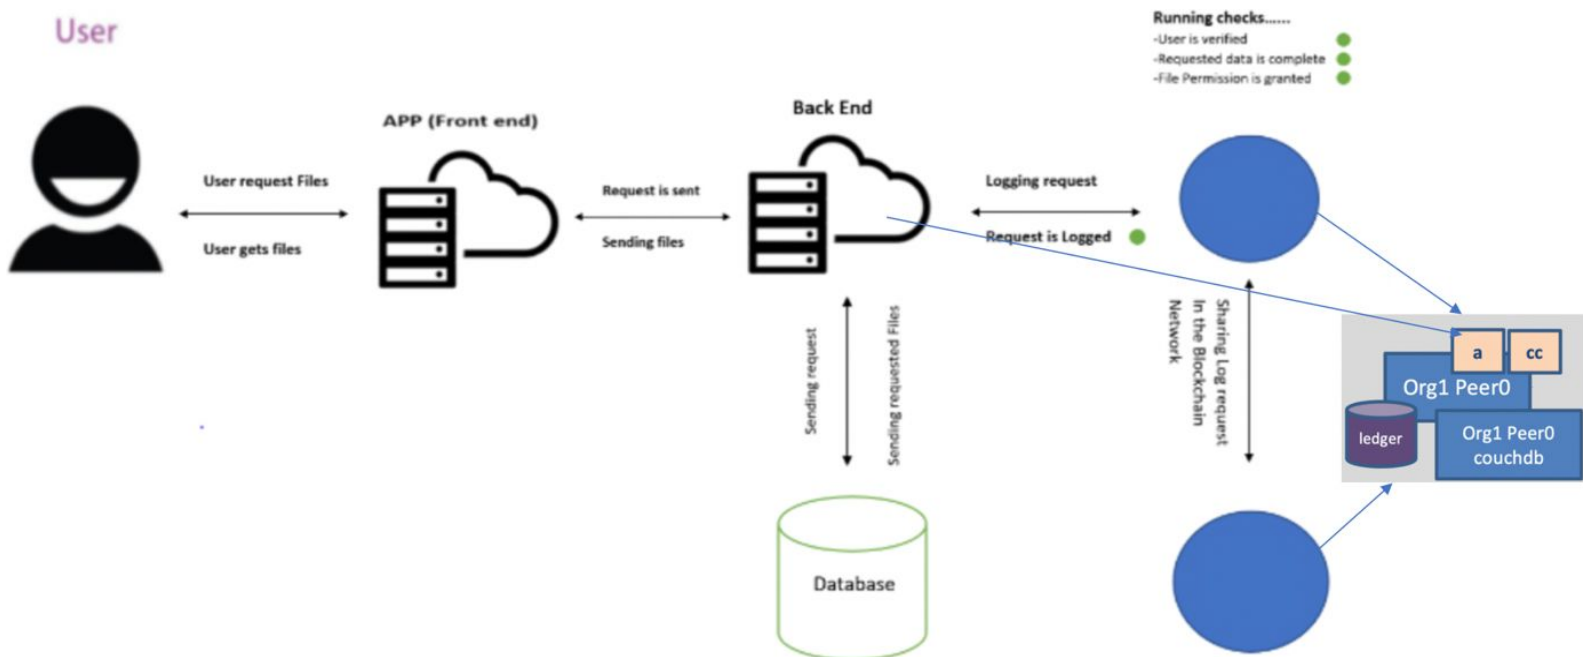 User
Running checks......
-User is verified
-Requested data is complete
-File Permission is granted
APP (Front end)
Back End
User request Files
User gets files
Request is sent
Sending files
Logging request
Request is Logged
Sending request
Sending requested Files
Sharing Log request
In the Blockchain
Network
a
cc
Org1 Peer0
ledger
Org1 Peer0
couchdb
Database